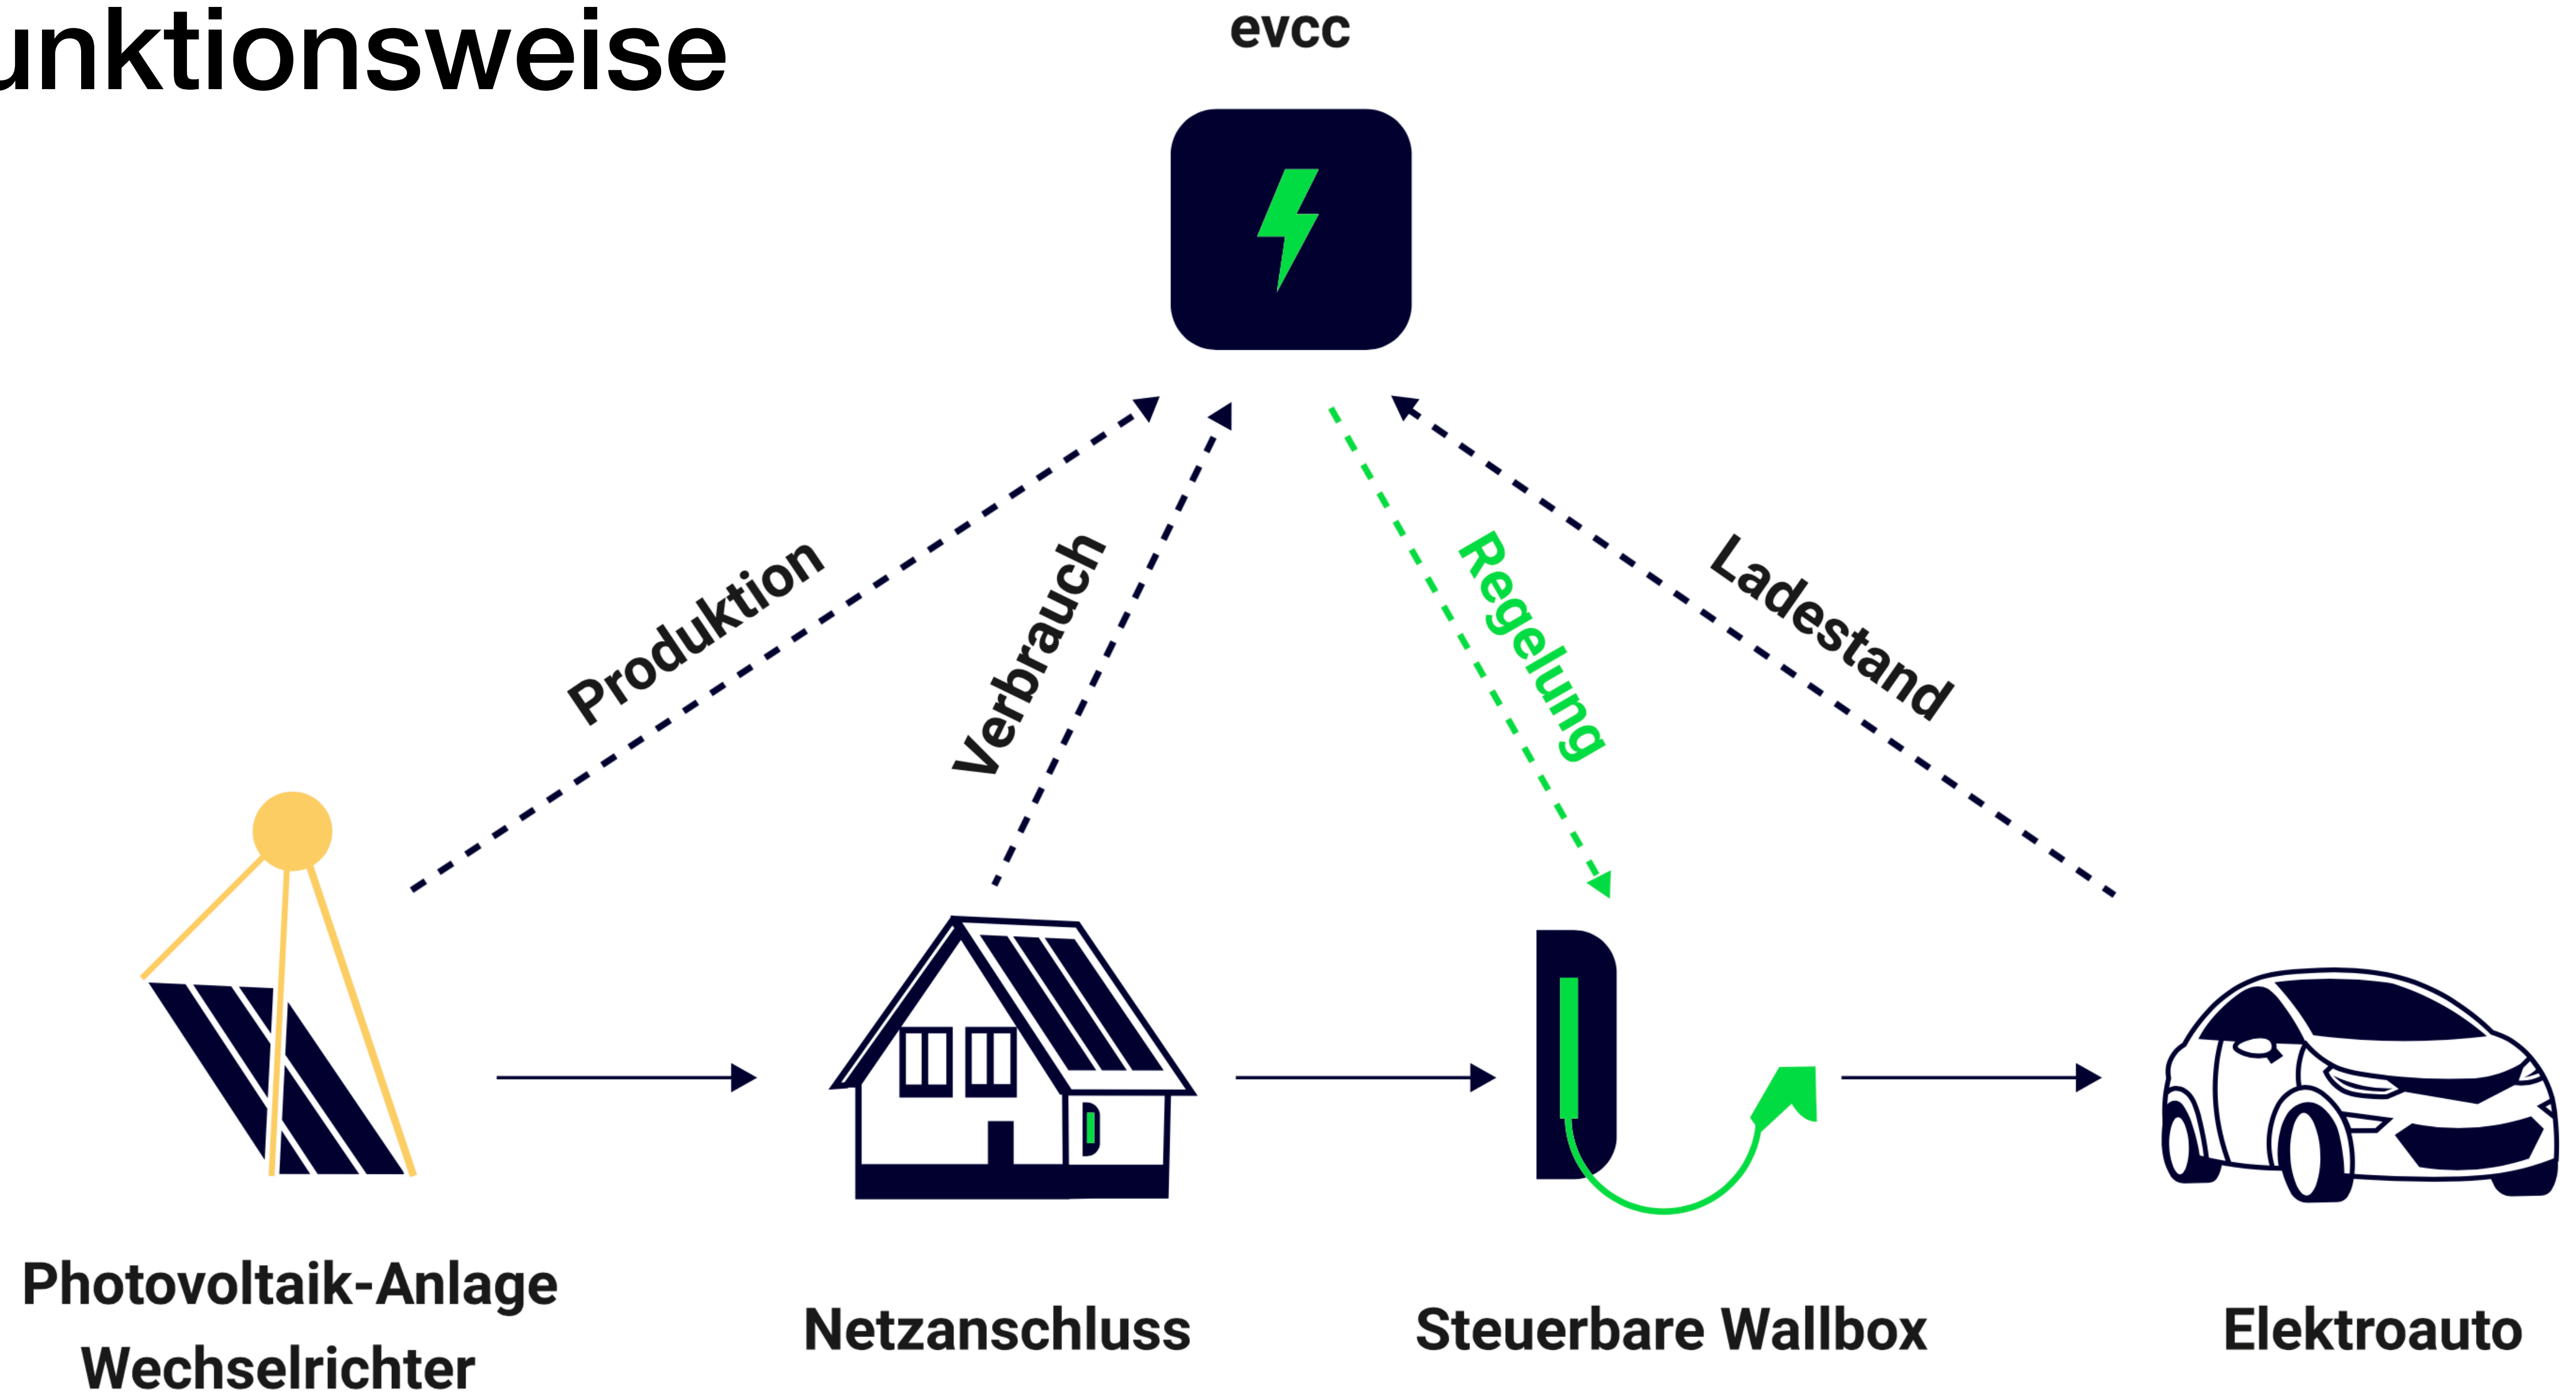 unktionsweise
evcc
Produktion
Verbrauch
Regelung
Ladestand
Photovoltaik-Anlage
Wechselrichter
Netzanschluss
Steuerbare Wallbox
Elektroauto